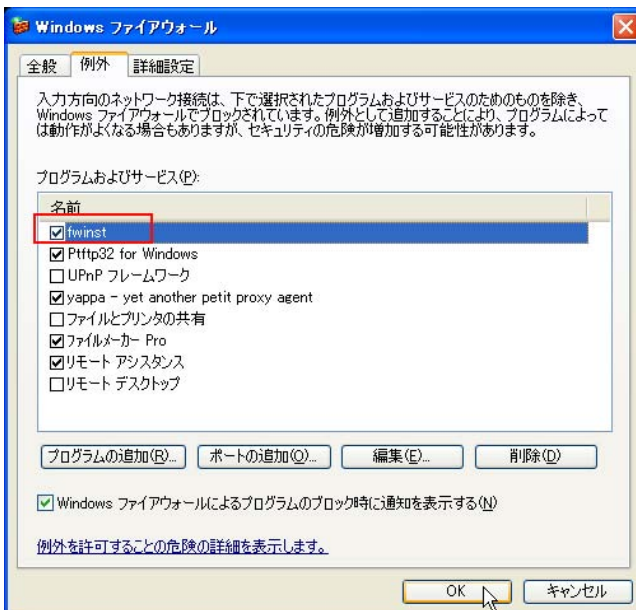 Windows ファイアウォール
全般 例外 詳細設定
入力方向のネットワーク接続は、下で選択されたプログラムおよびサービスのためのものを除き、
Windows ファイアウォールでブロックされています。例外として追加することにより、プログラムによって
は動作がよくなる場合もありますが、セキュリティの危険が増加する可能性があります。
プログラムおよびサービス(P):
名前
fwinst
Ptftp32 for Windows
UPnP フレームワーク
yappa - yet another petit proxy agent
ファイルとプリンタの共有
ファイルメーカー Pro
リモート アシスタンス
リモート デスクトップ
プログラムの追加(R)... ポートの追加(O)... 編集(E)... 削除(D)
Windows ファイアウォールによるプログラムのブロック時に通知を表示する(N)
例外を許可することの危険の詳細を表示します。
OK キャンセル